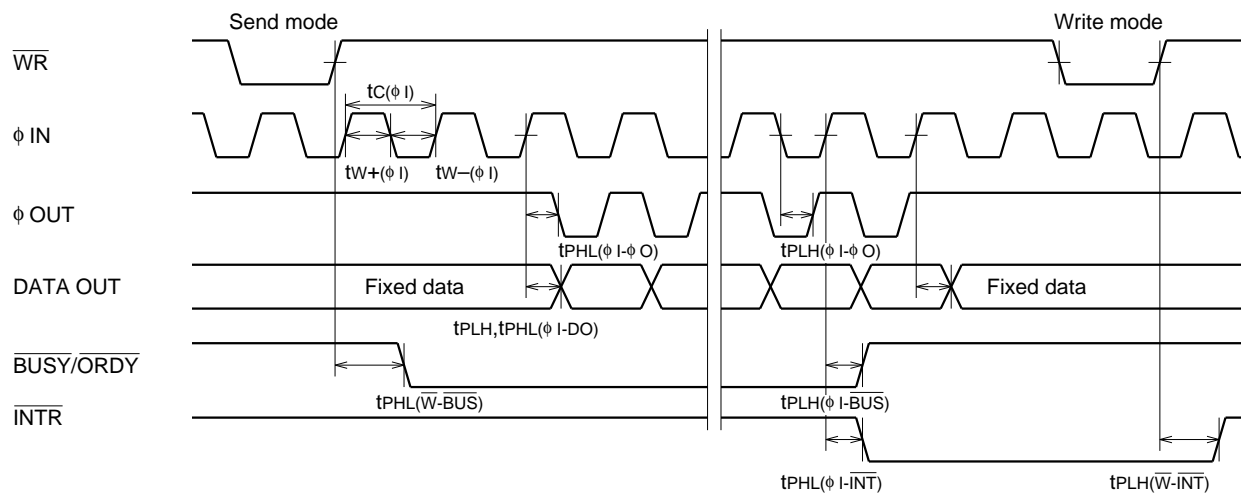 Send mode
Write mode
WR
tC(φ I)
φ IN
tW+(φ I)
tW–(φ I)
φ OUT
tPHL(φ I-φ O)
tPLH(φ I-φ O)
DATA OUT
Fixed data
Fixed data
tPLH,tPHL(φ I-DO)
BUSY/ORDY
tPHL(W-BUS)
tPLH(φ I-BUS)
INTR
tPHL(φ I-INT)
tPLH(W-INT)